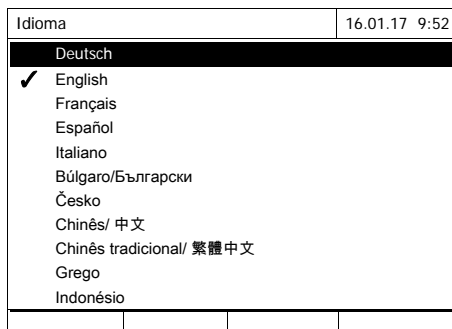 Idioma 16.01.17 9:52
Deutsch
English
Français
Español
Italiano
Búlgaro/Български
Česko
Chinês/ 中文
Chinês tradicional/ 繁體中文
Grego
Indonésio